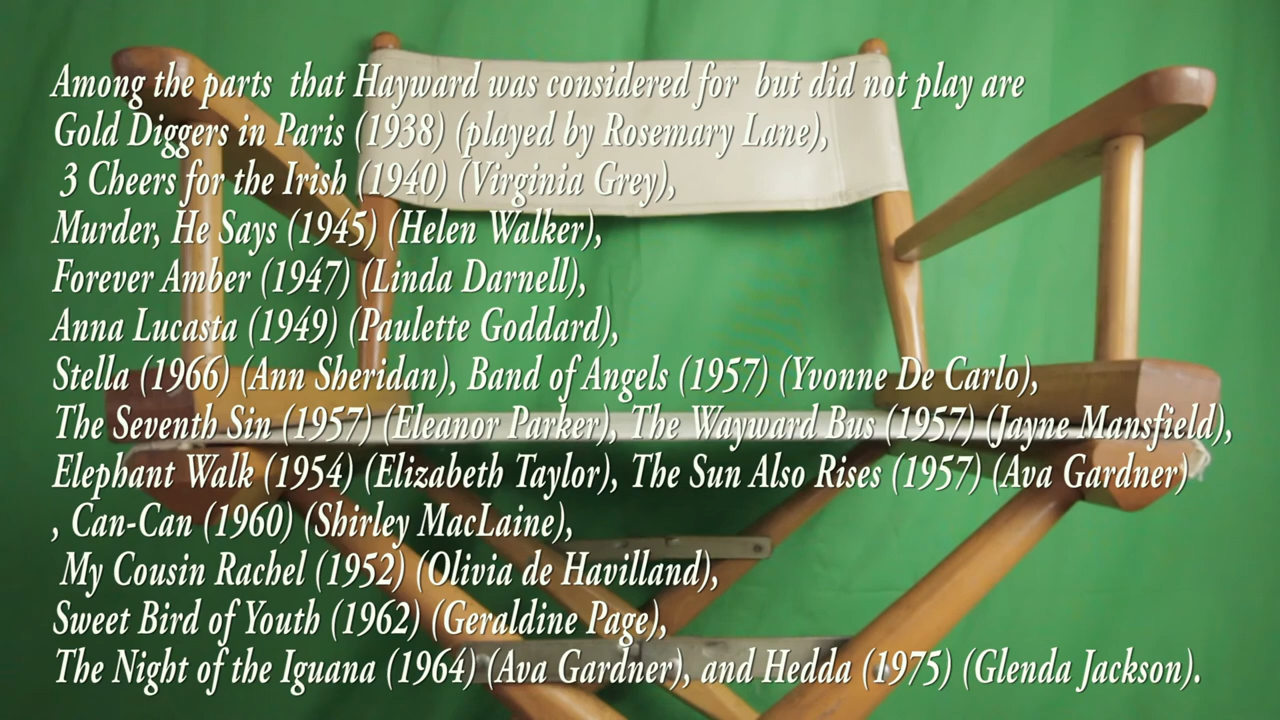 Among the parts that Hayward was considered for but did not play are
Gold Diggers in Paris (1938) (played by Rosemary Lane),
3 Cheers for the Irish (1940) (Virginia Grey),
Murder, He Says (1945) (Helen Walker),
Forever Amber (1947) (Linda Darnell),
Anna Lucasta (1949) (Paulette Goddard),
Stella (1966) (Ann Sheridan), Band of Angels (1957) (Yvonne De Carlo),
The Seventh Sin (1957) (Eleanor Parker), The Wayward Bus (1957) (Jayne Mansfield),
Elephant Walk (1954) (Elizabeth Taylor), The Sun Also Rises (1957) (Ava Gardner)
, Can-Can (1960) (Shirley MacLaine),
My Cousin Rachel (1952) (Olivia de Havilland),
Sweet Bird of Youth (1962) (Geraldine Page),
The Night of the Iguana (1964) (Ava Gardner), and Hedda (1975) (Glenda Jackson).